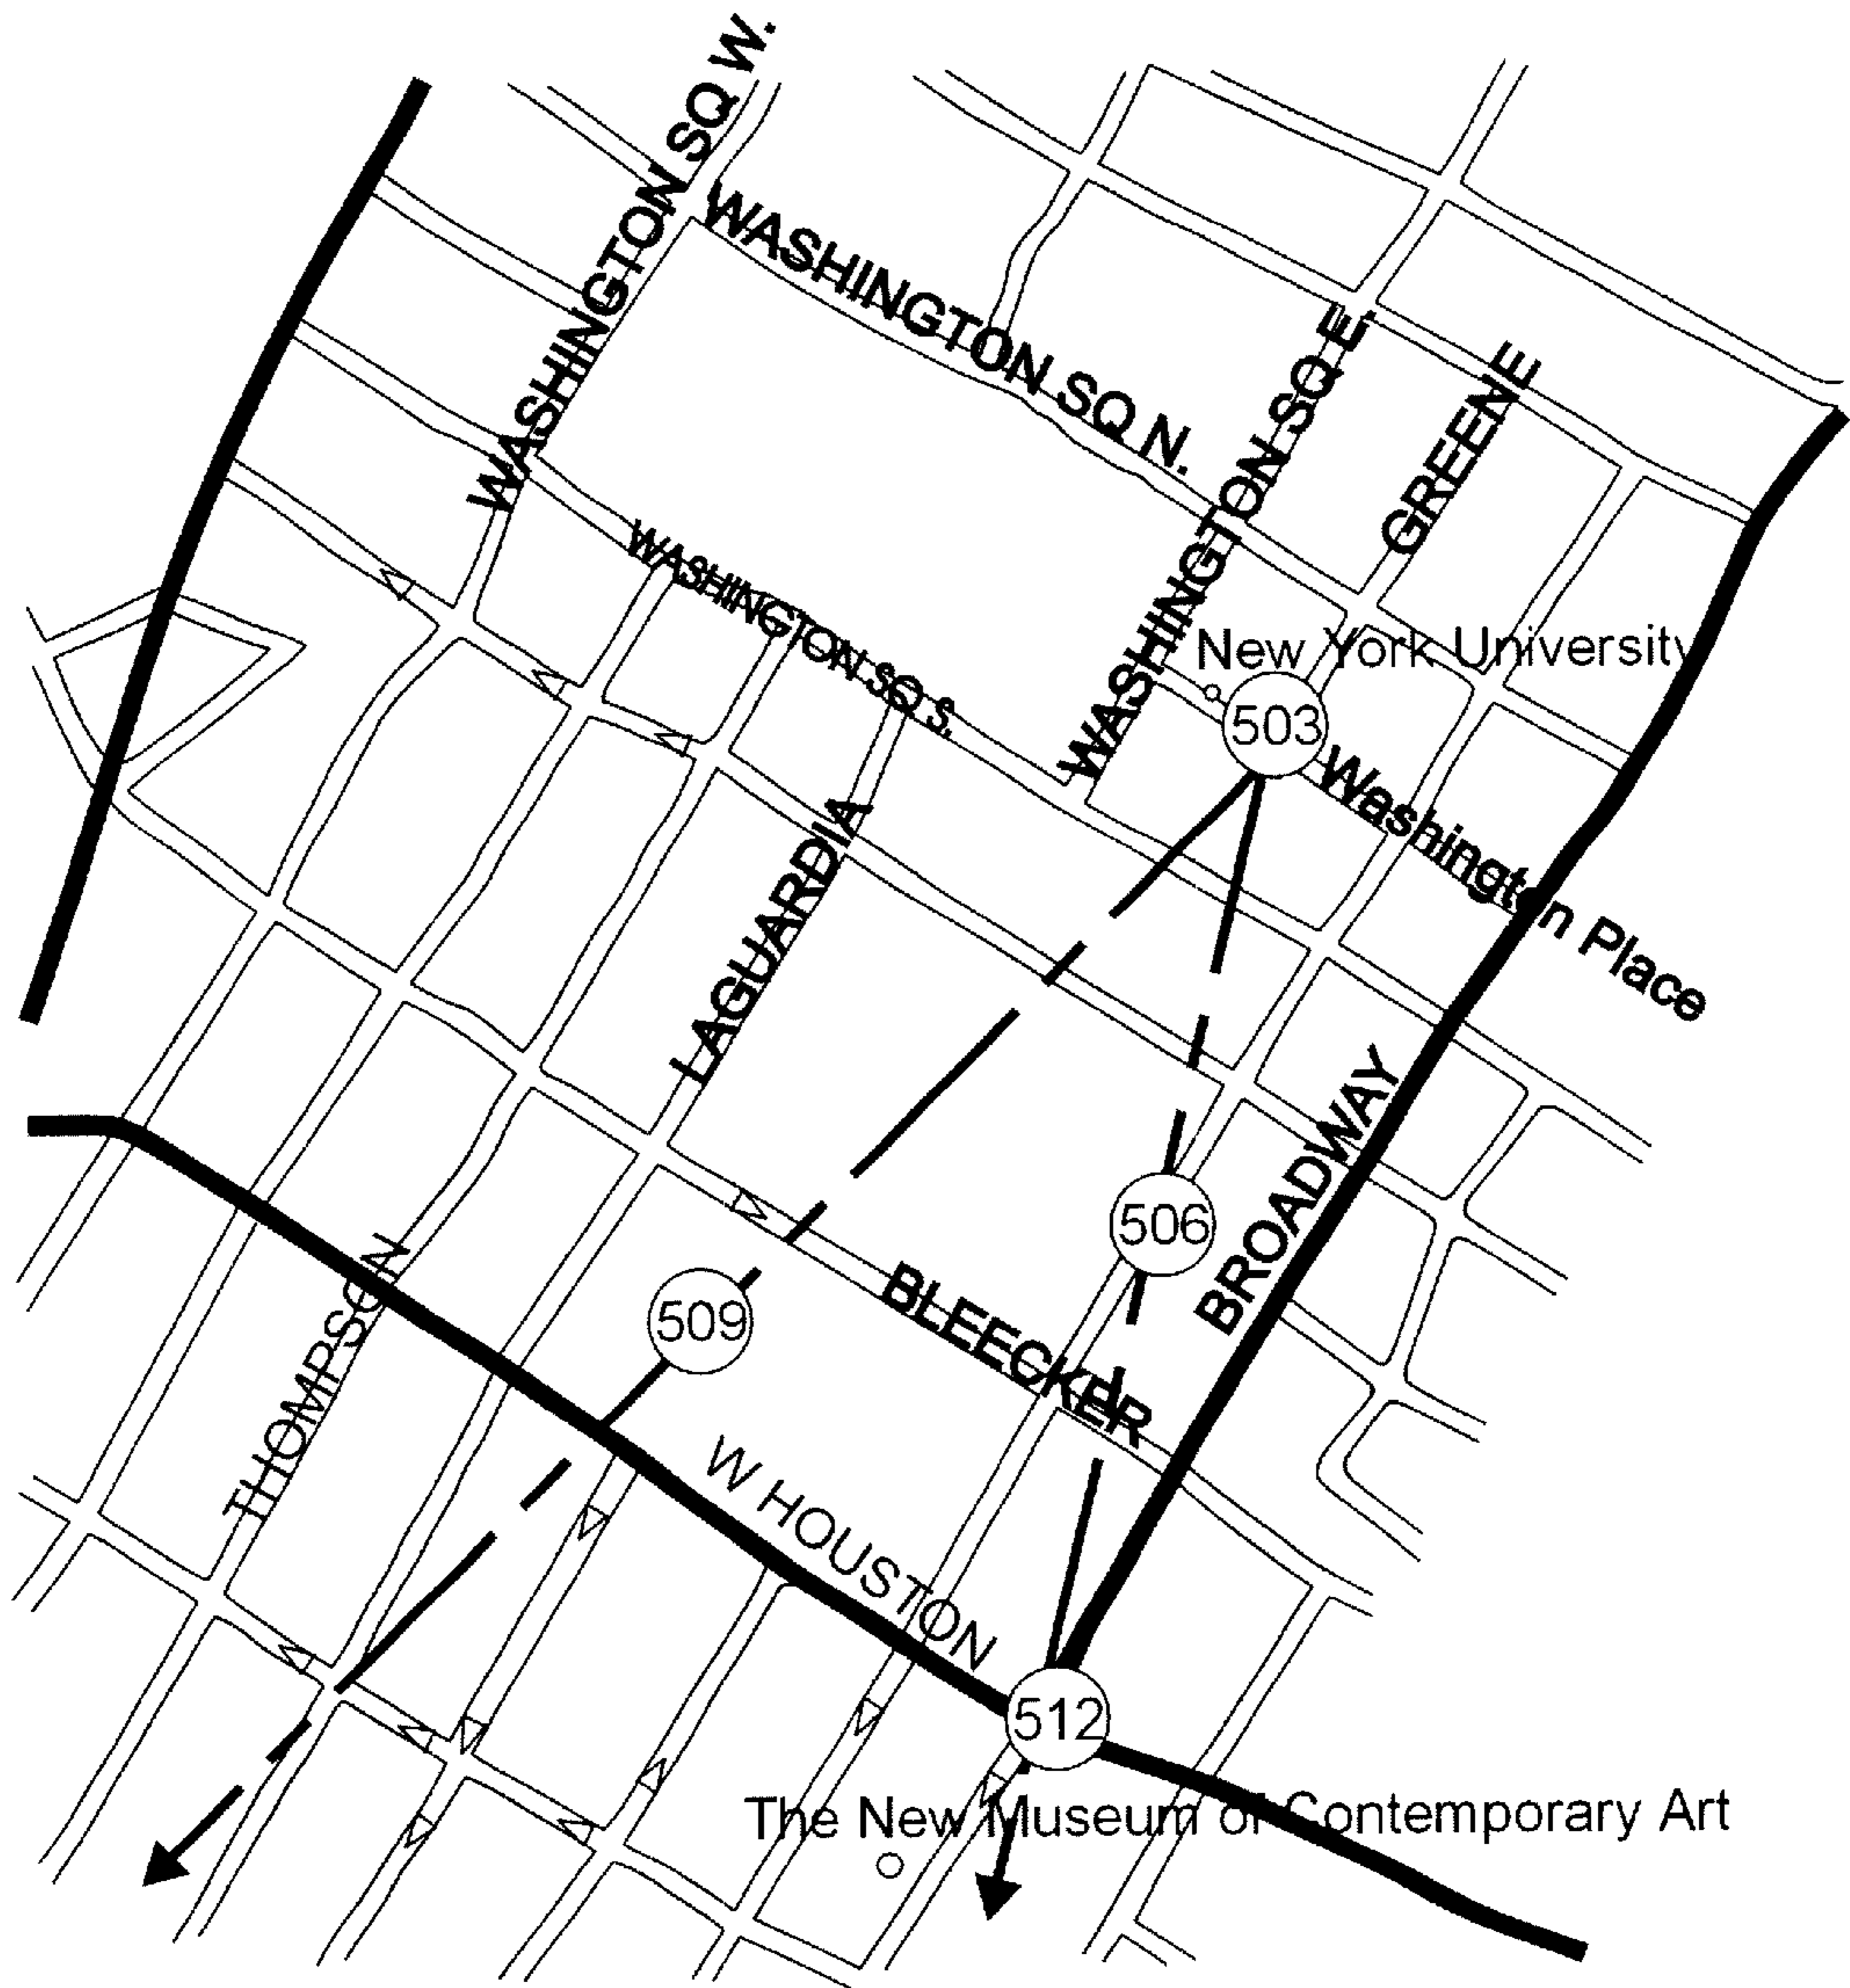 WASHINGTON SQ W.
WASHINGTON SQ N.
WASHINGTON SQ E
GREENE
WASHINGTON SQ S.
New York University
503
Washington Place
LAGUARDIA
BROADWAY
506
509
BLEECKER
THOMPSON
W HOUSTON
512
The New Museum of Contemporary Art